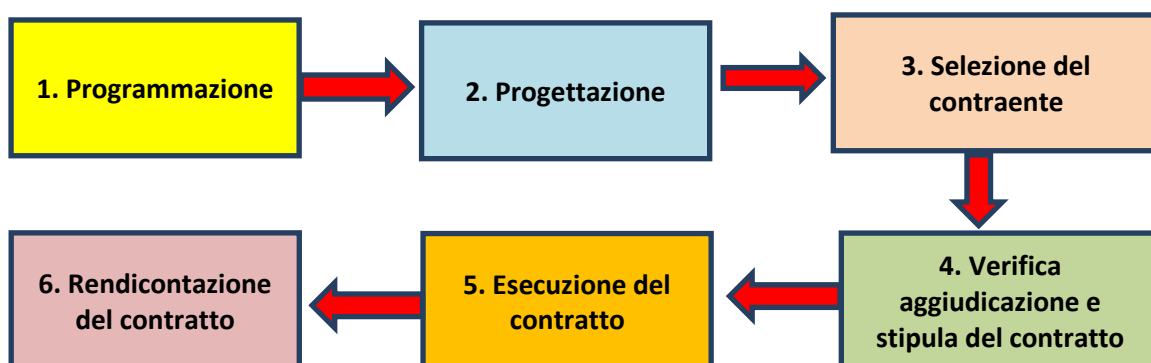 1. Programmazione
2. Progettazione
3. Selezione del
contraente
4. Verifica
aggiudicazione e
stipula del contratto
5. Esecuzione del
contratto
6. Rendicontazione
del contratto